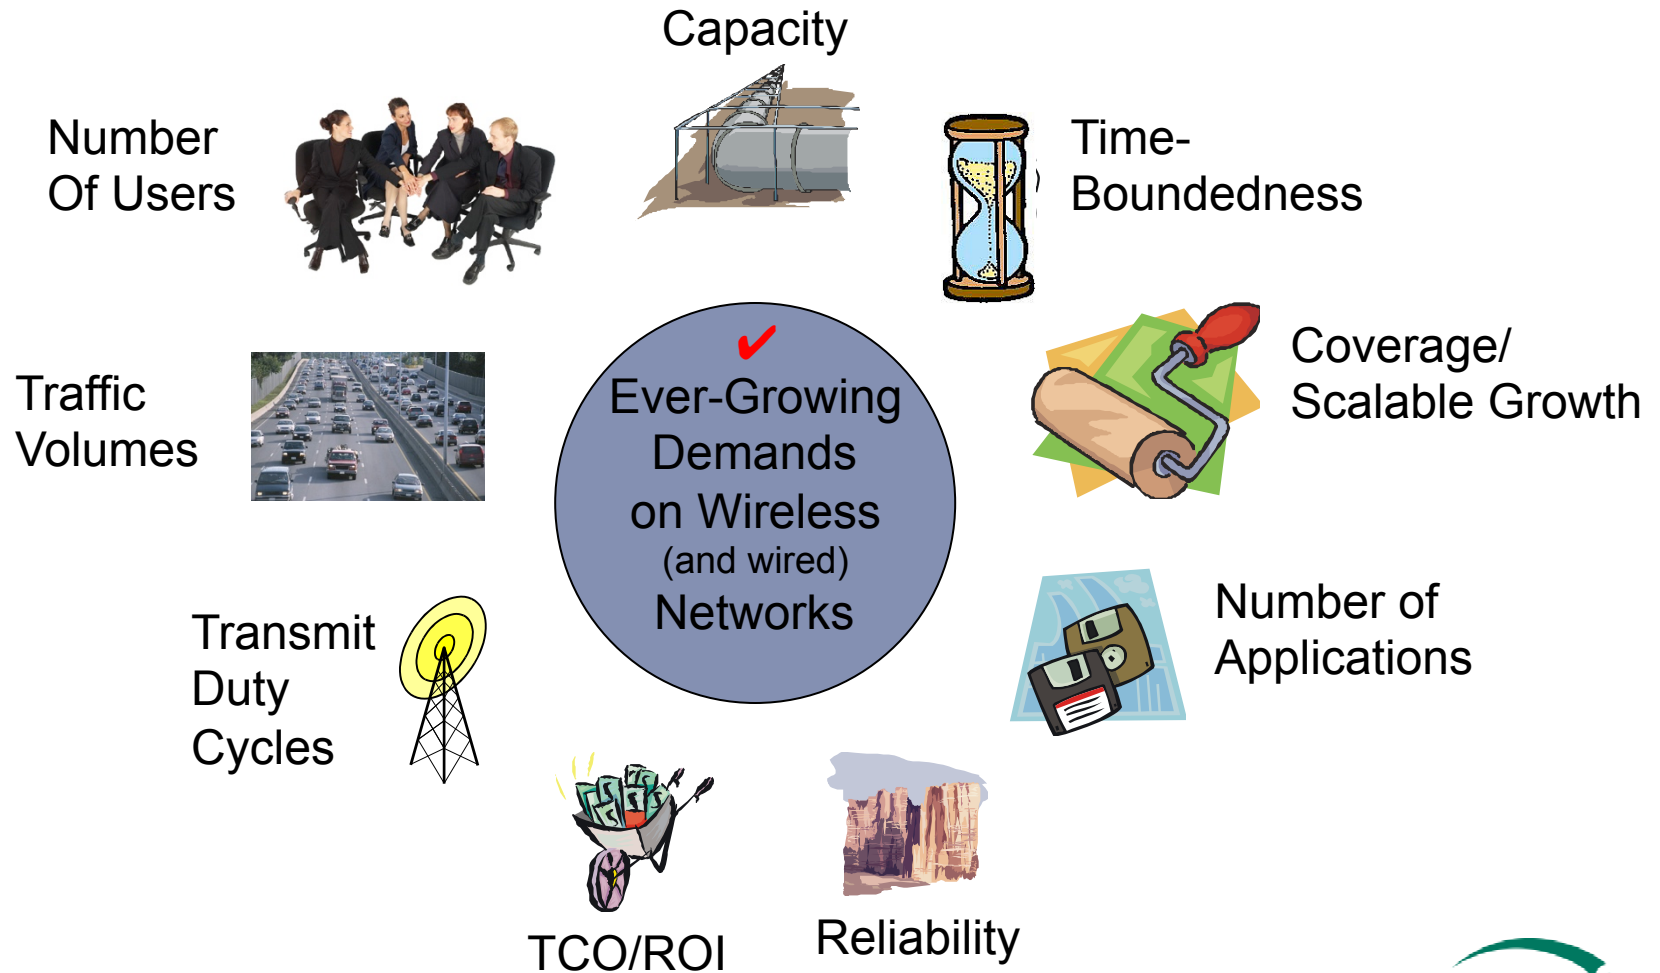 Capacity
Number
Of Users
Time-
Boundedness
Coverage/
Scalable Growth
Traffic
Volumes
✔
Ever-Growing
Demands
on Wireless
(and wired)
Networks
Number of
Applications
Transmit
Duty
Cycles
TCO/ROI
Reliability